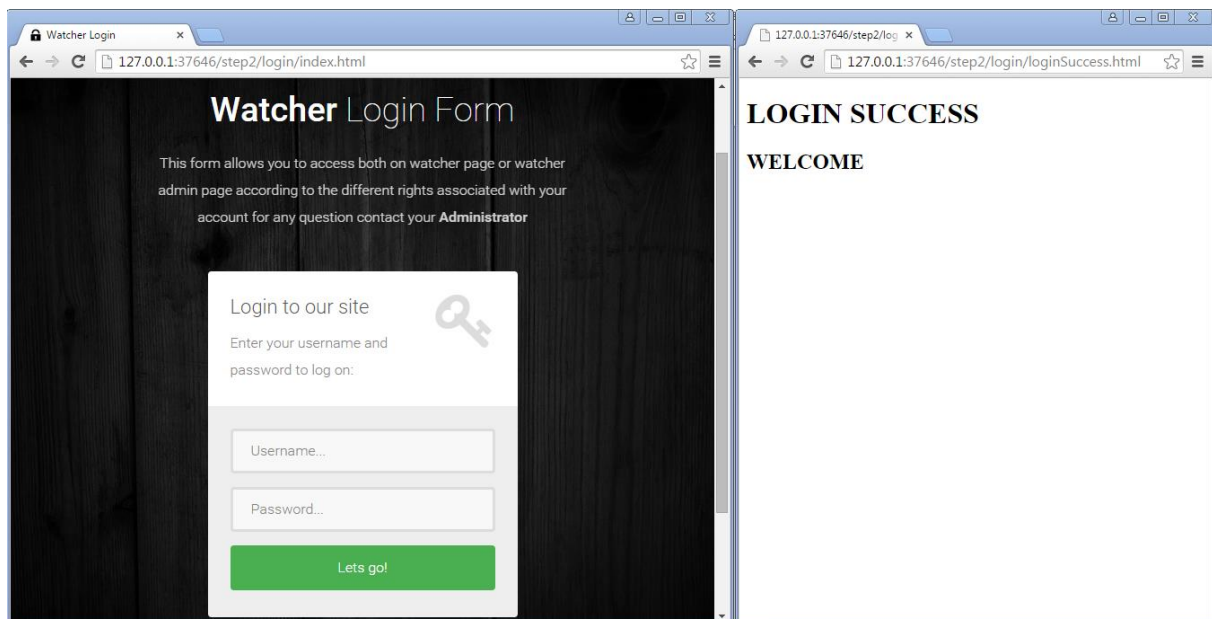 Watcher Login
127.0.0.1:37646/step2/login/index.html
Watcher Login Form
This form allows you to access both on watcher page or watcher
admin page according to the different rights associated with your
account for any question contact your Administrator
Login to our site
Enter your username and
password to log on:
Username...
Password...
Lets go!
127.0.0.1:37646/step2/log
127.0.0.1:37646/step2/login/loginSuccess.html
LOGIN SUCCESS
WELCOME